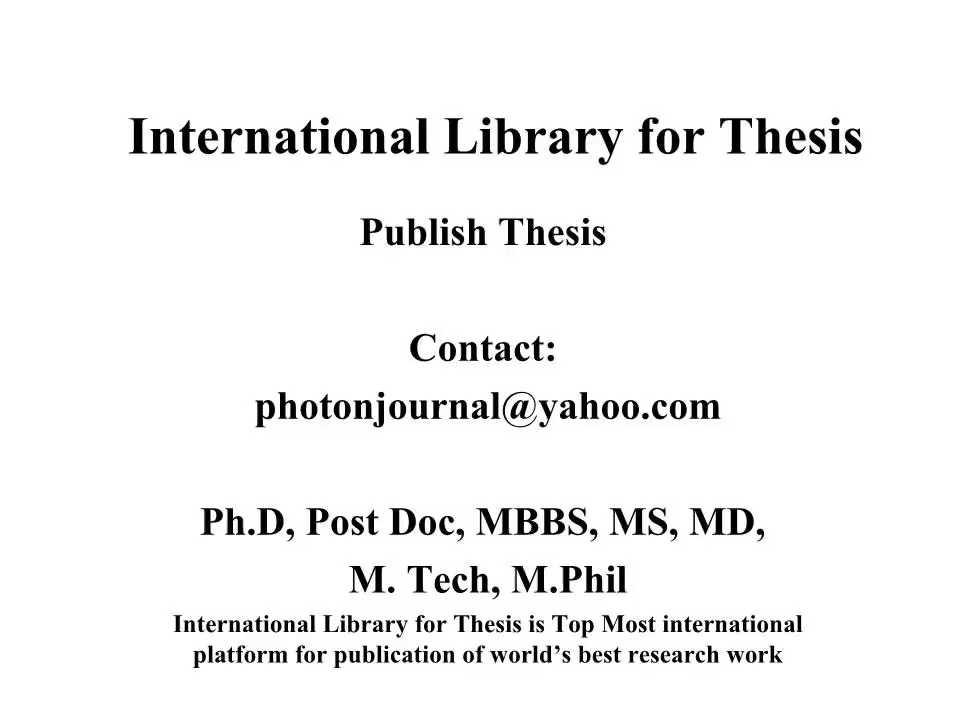 International Library for Thesis
Publish Thesis
Contact:
photonjournal@yahoo.com
Ph.D, Post Doc, MBBS, MS, MD,
M. Tech, M.Phil
International Library for Thesis is Top Most international
platform for publication of world’s best research work